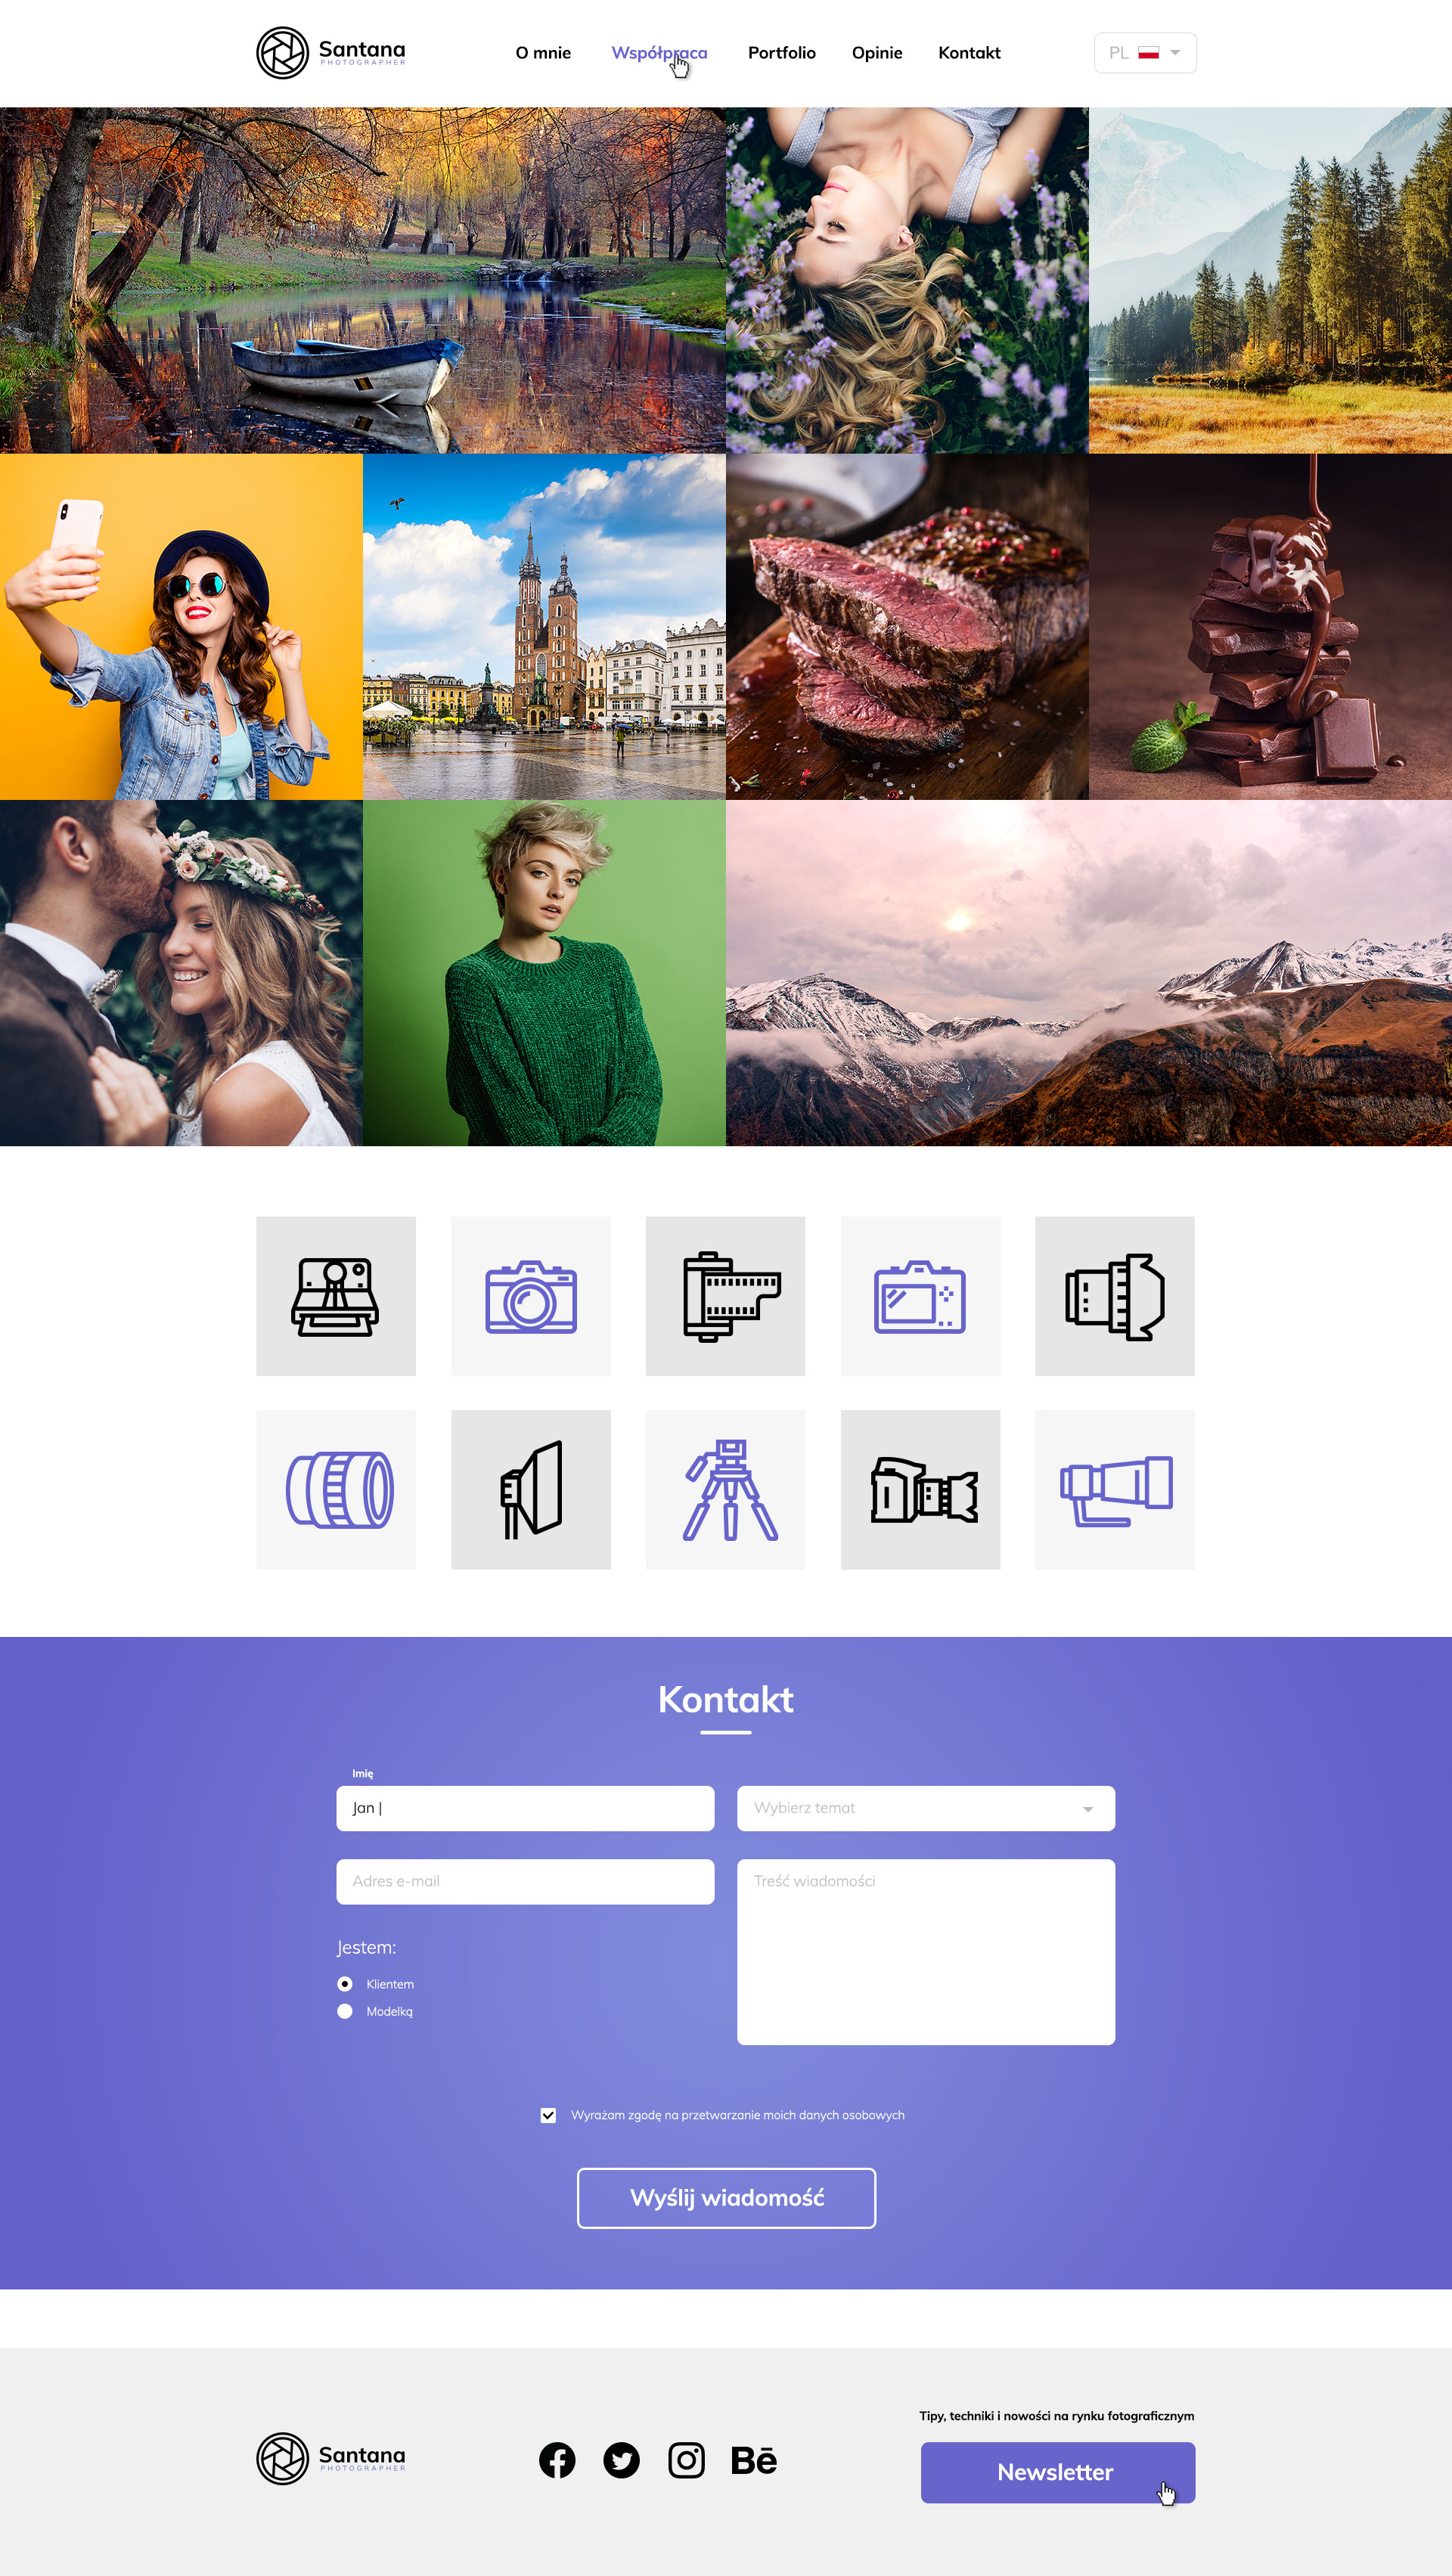 Santana
PHOTOGRAPHER
O mnie
Współpraca
Portfolio
Opinie
Kontakt
PL
Kontakt
Imię
Jan |
Wybierz temat
Adres e-mail
Treść wiadomości
Jestem:
Klientem
Modelką
Wyrażam zgodę na przetwarzanie moich danych osobowych
Wyślij wiadomość
Tipy, techniki i nowości na rynku fotograficznym
Santana
PHOTOGRAPHER
Bē
Newsletter